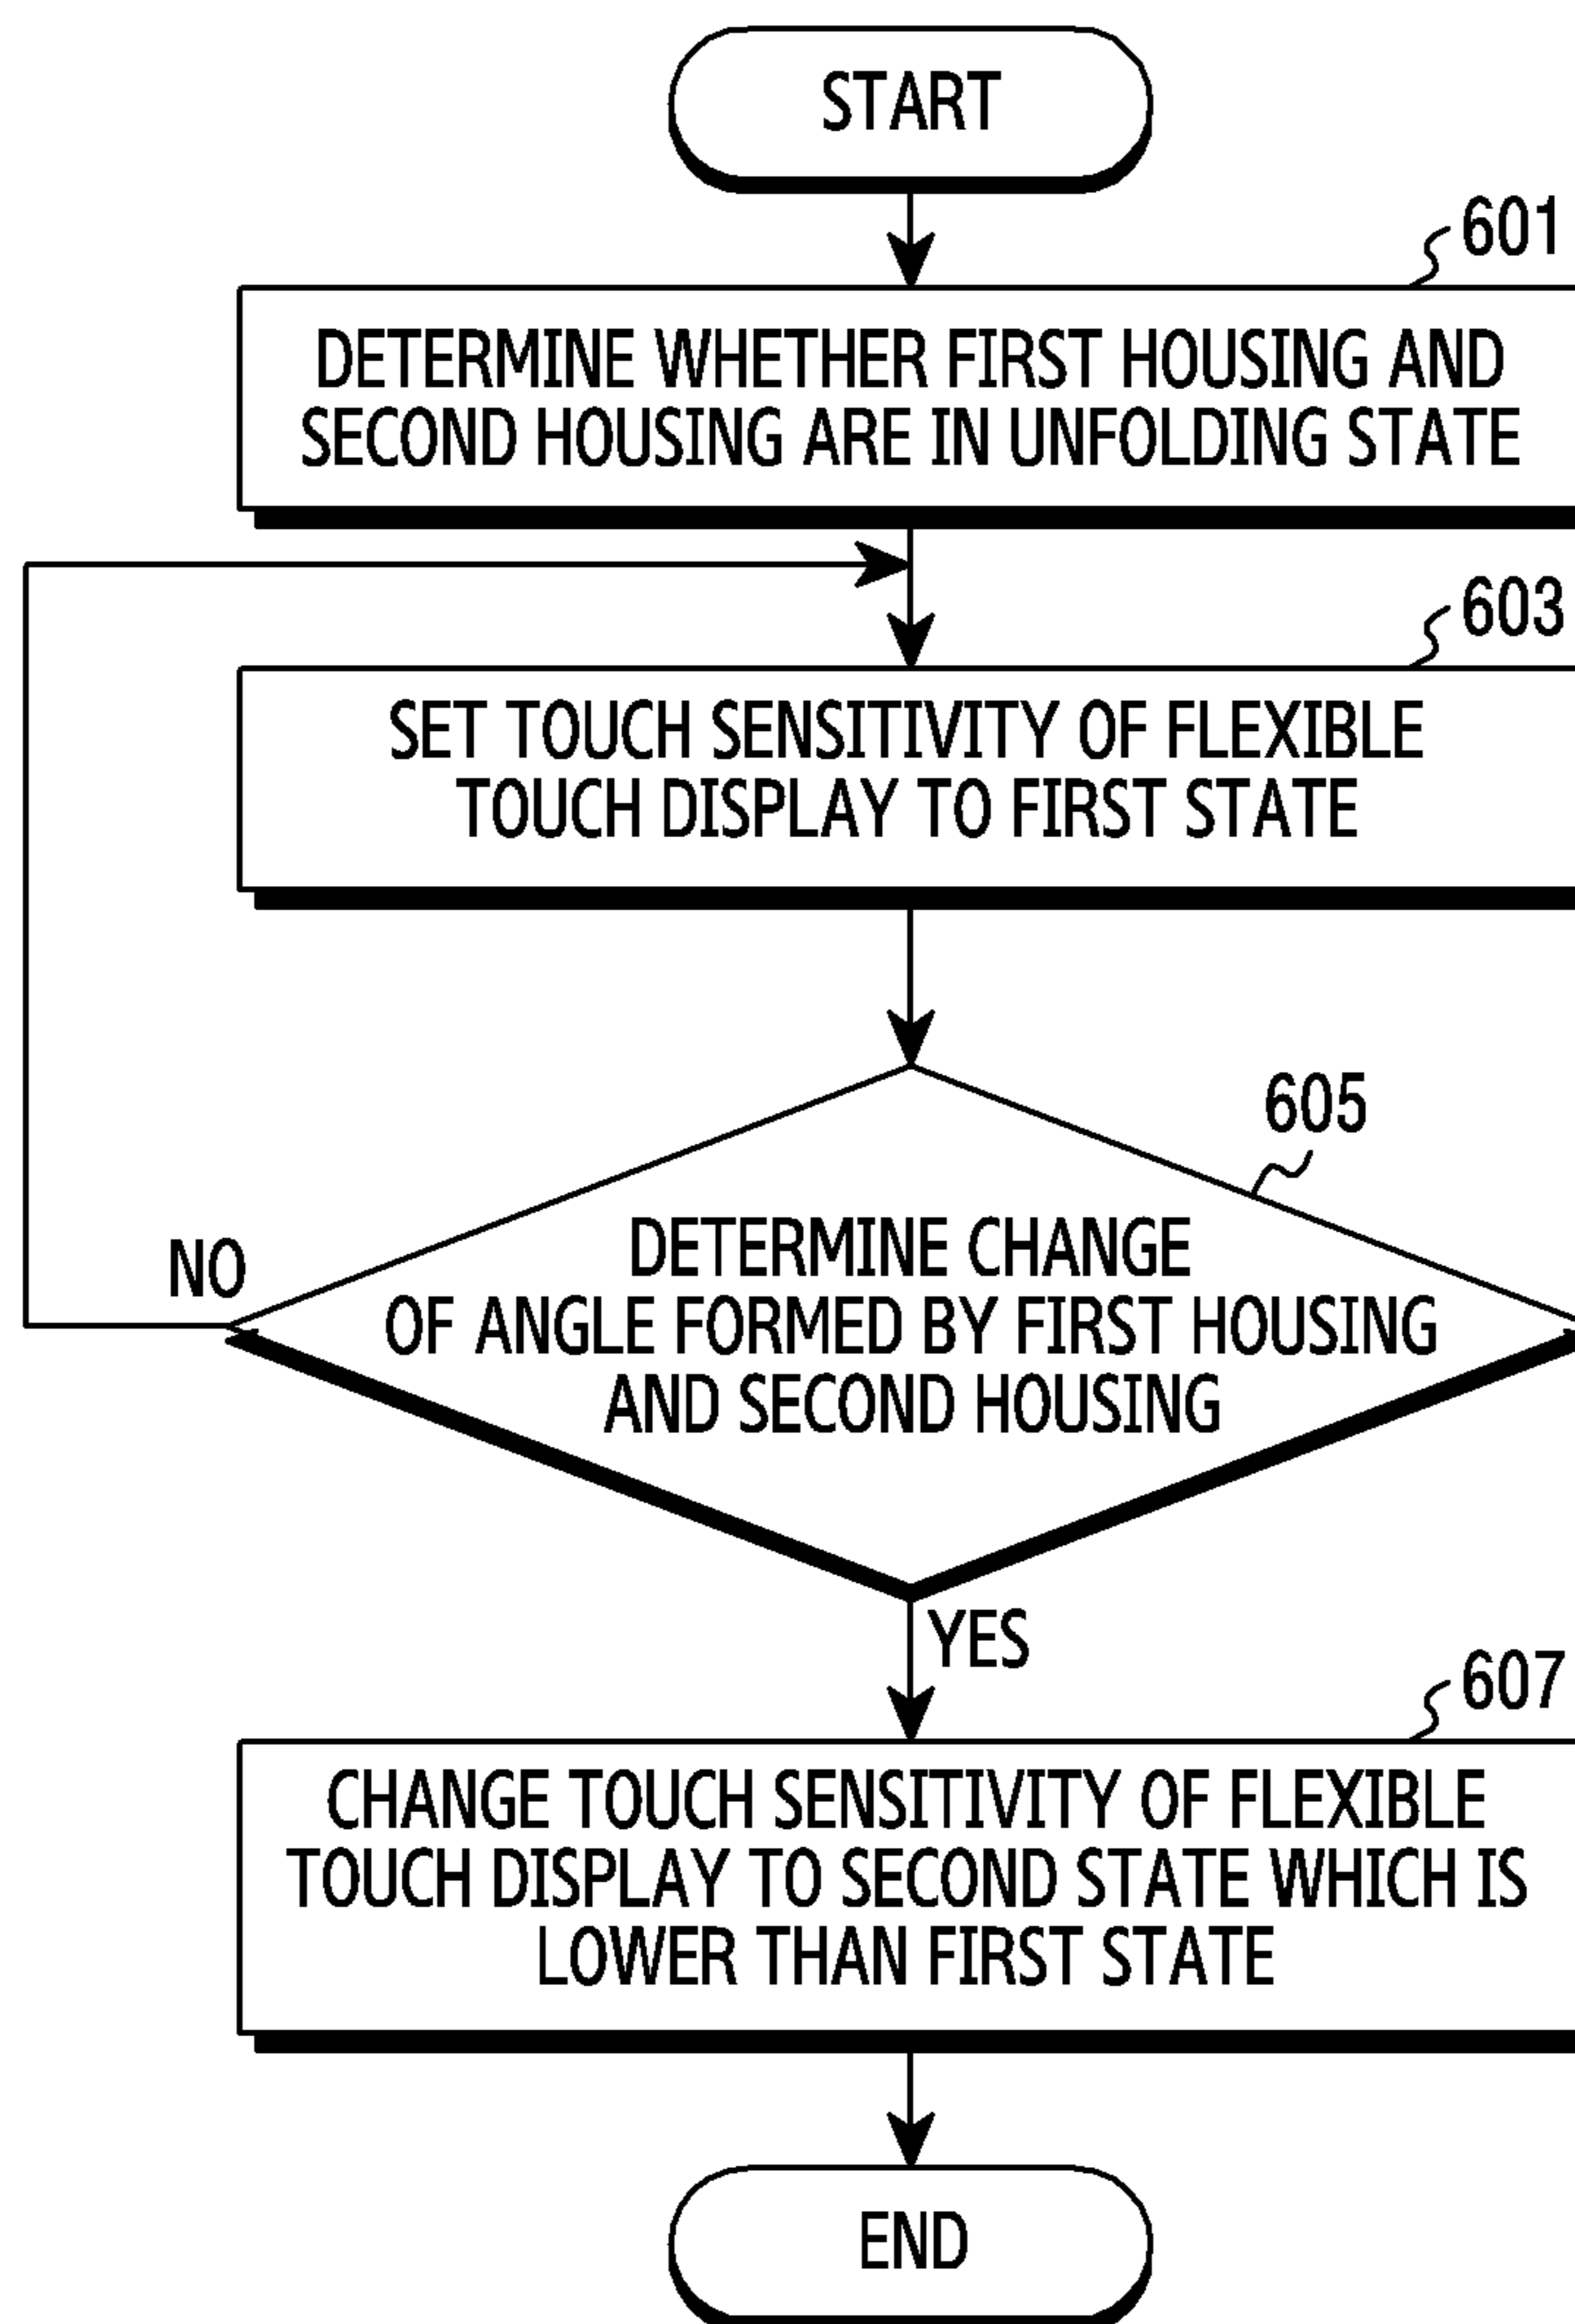 START
601
DETERMINE WHETHER FIRST HOUSING AND
SECOND HOUSING ARE IN UNFOLDING STATE
603
SET TOUCH SENSITIVITY OF FLEXIBLE
TOUCH DISPLAY TO FIRST STATE
605
DETERMINE CHANGE
OF ANGLE FORMED BY FIRST HOUSING
AND SECOND HOUSING
NO
YES
607
CHANGE TOUCH SENSITIVITY OF FLEXIBLE
TOUCH DISPLAY TO SECOND STATE WHICH IS
LOWER THAN FIRST STATE
END